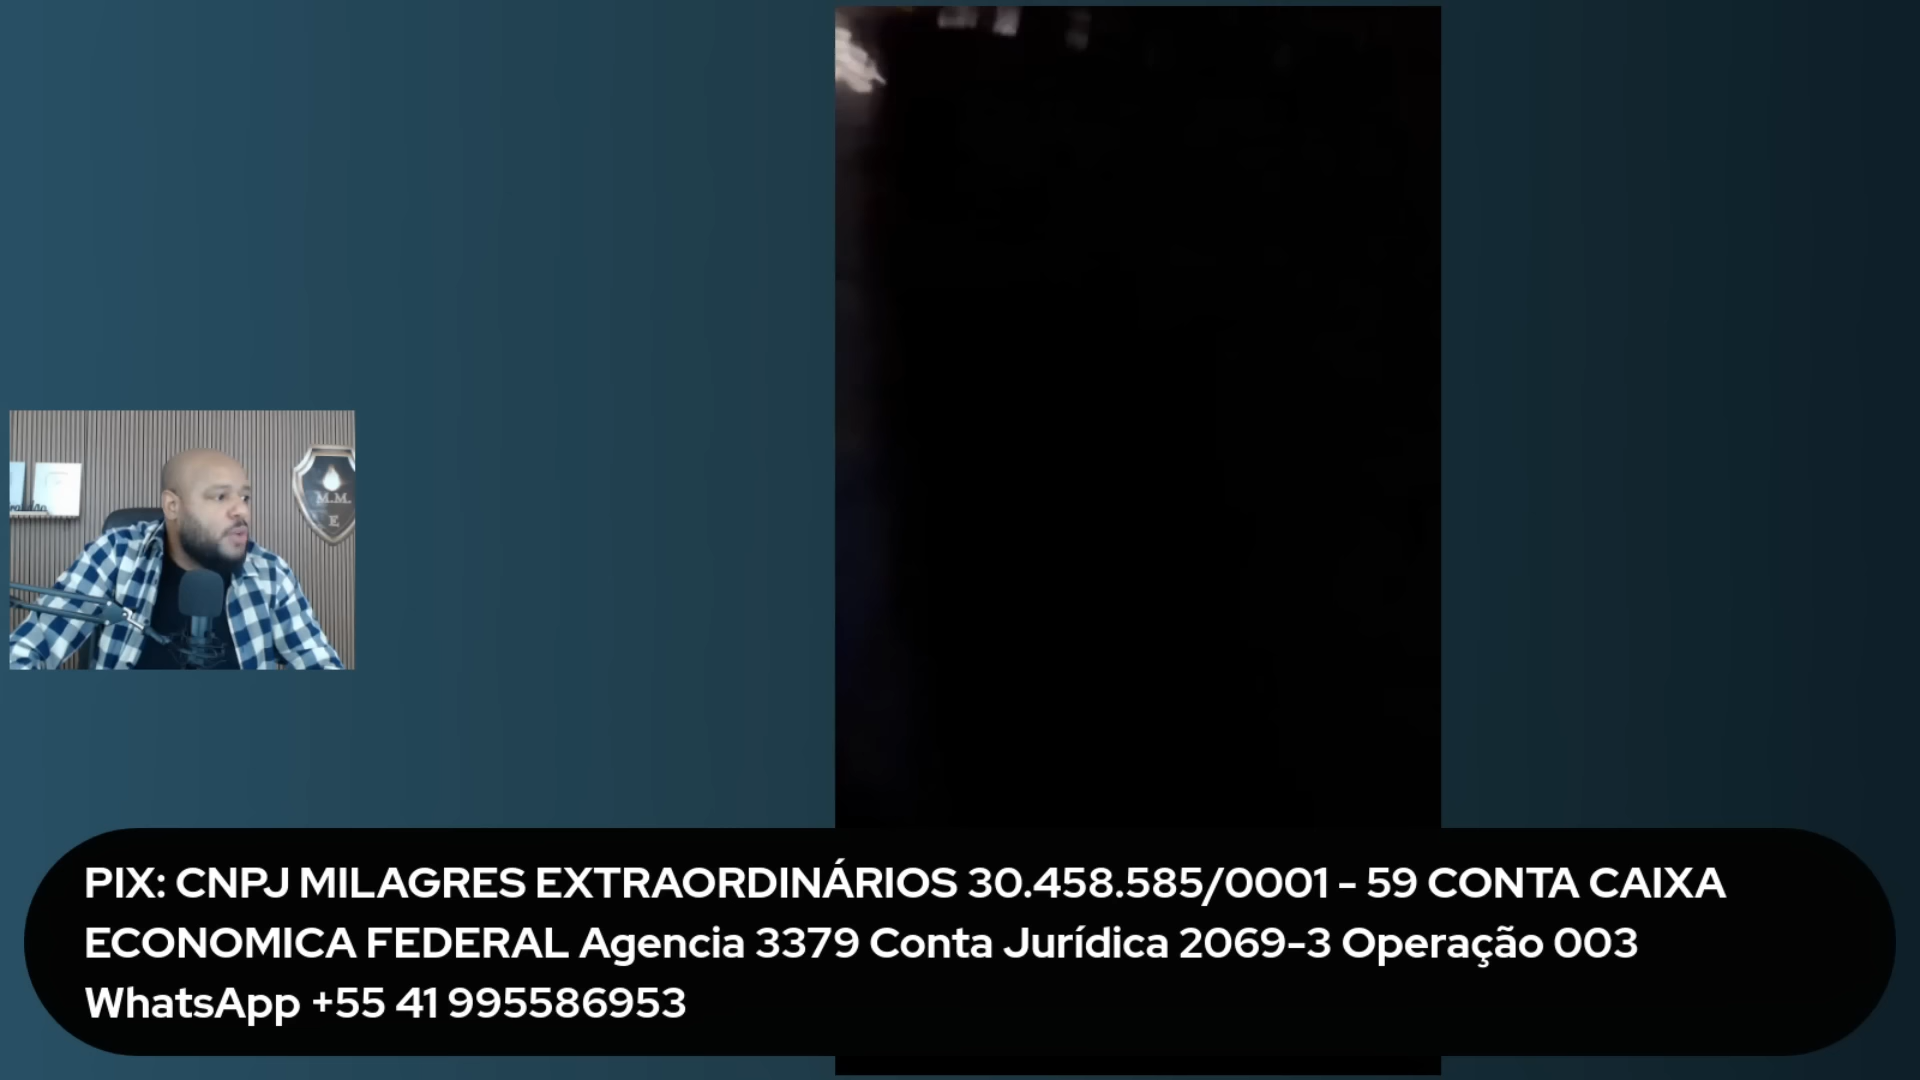 M.M.
E
PIX: CNPJ MILAGRES EXTRAORDINÁRIOS 30.458.585/0001 - 59 CONTA CAIXA
ECONOMICA FEDERAL Agencia 3379 Conta Jurídica 2069-3 Operação 003
WhatsApp +55 41 995586953